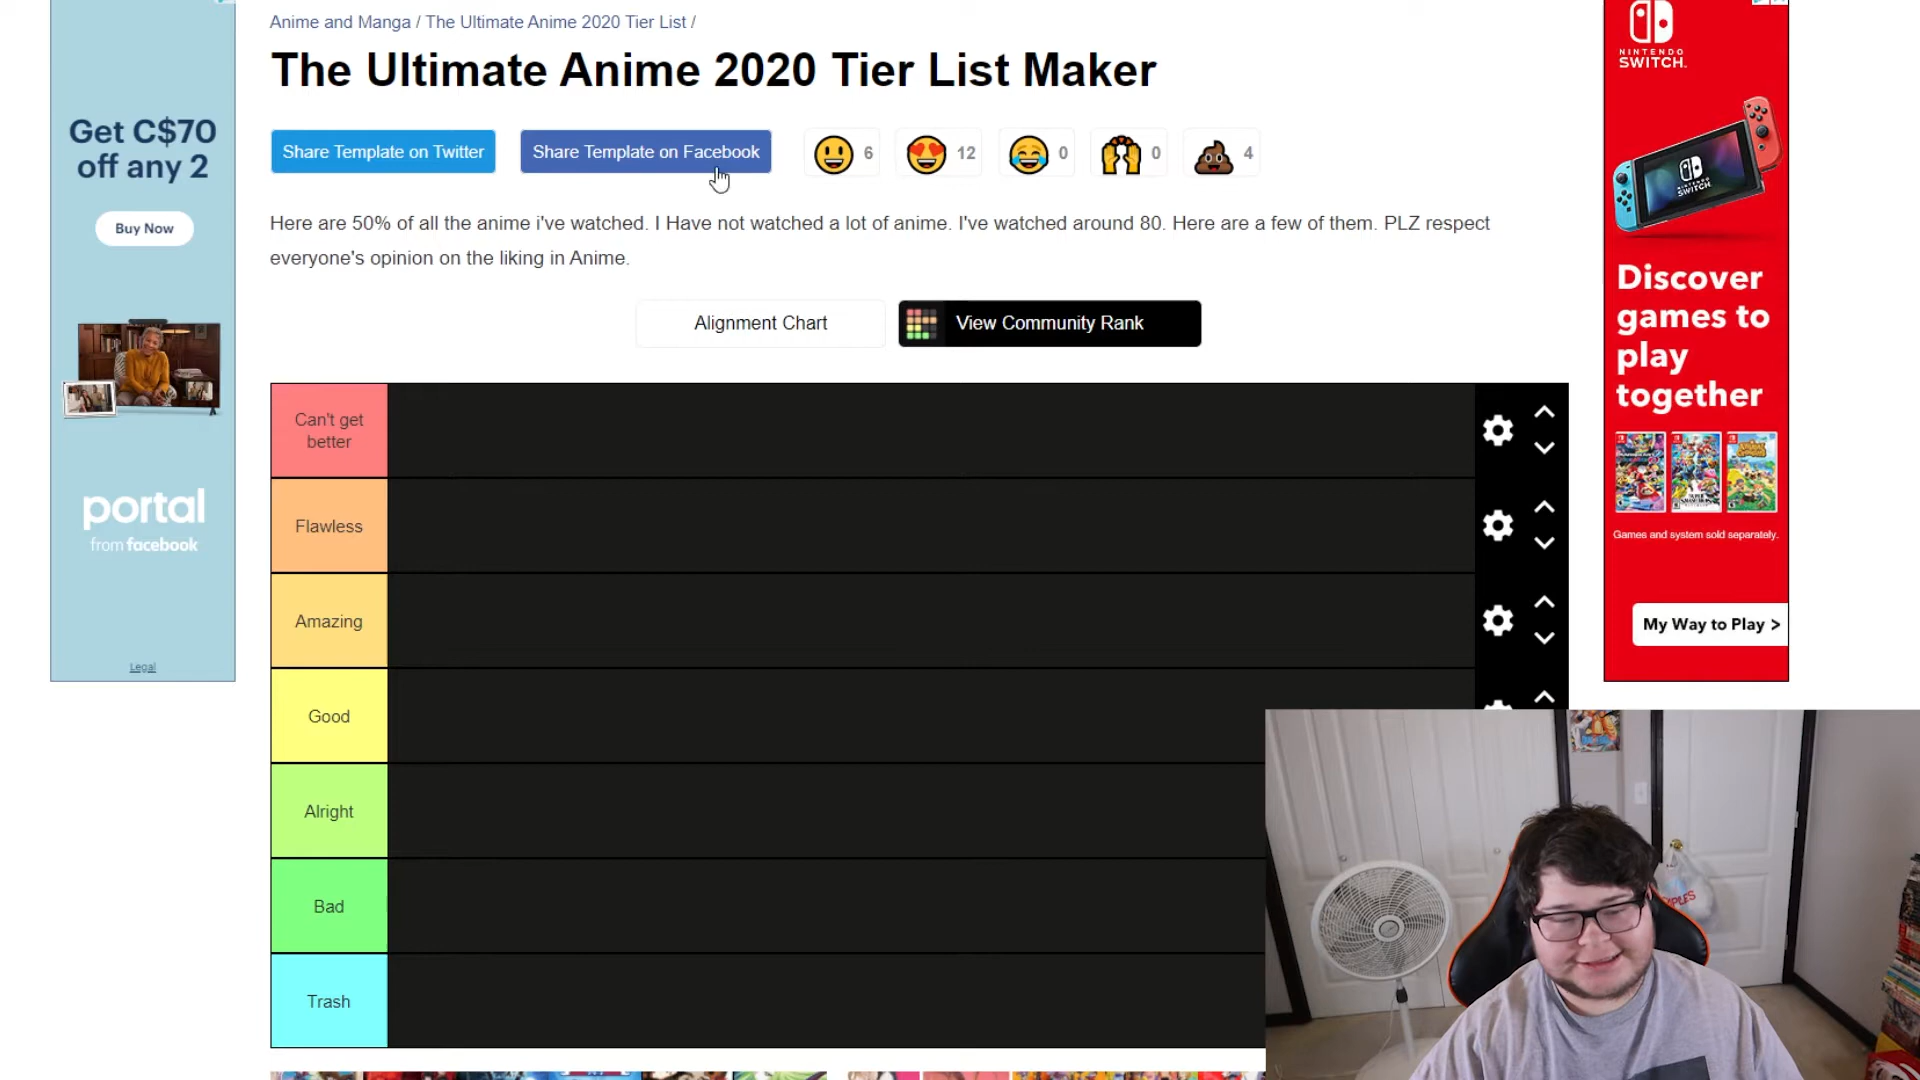 Anime and Manga / The Ultimate Anime 2020 Tier List /
The Ultimate Anime 2020 Tier List Maker
Share Template on Twitter
Share Template on Facebook
6
12
0
0
4
Here are 50% of all the anime i've watched. I Have not watched a lot of anime. I've watched around 80. Here are a few of them. PLZ respect
everyone's opinion on the liking in Anime.
Alignment Chart
View Community Rank
Can't get
better
Flawless
Amazing
Good
Alright
Bad
Trash
Get C$70
off any 2
Buy Now
portal
from facebook
Legal
NINTENDO
SWITCH.
NINTENDO
SWITCH
Discover
games to
play
together
Games and system sold separately.
My Way to Play >